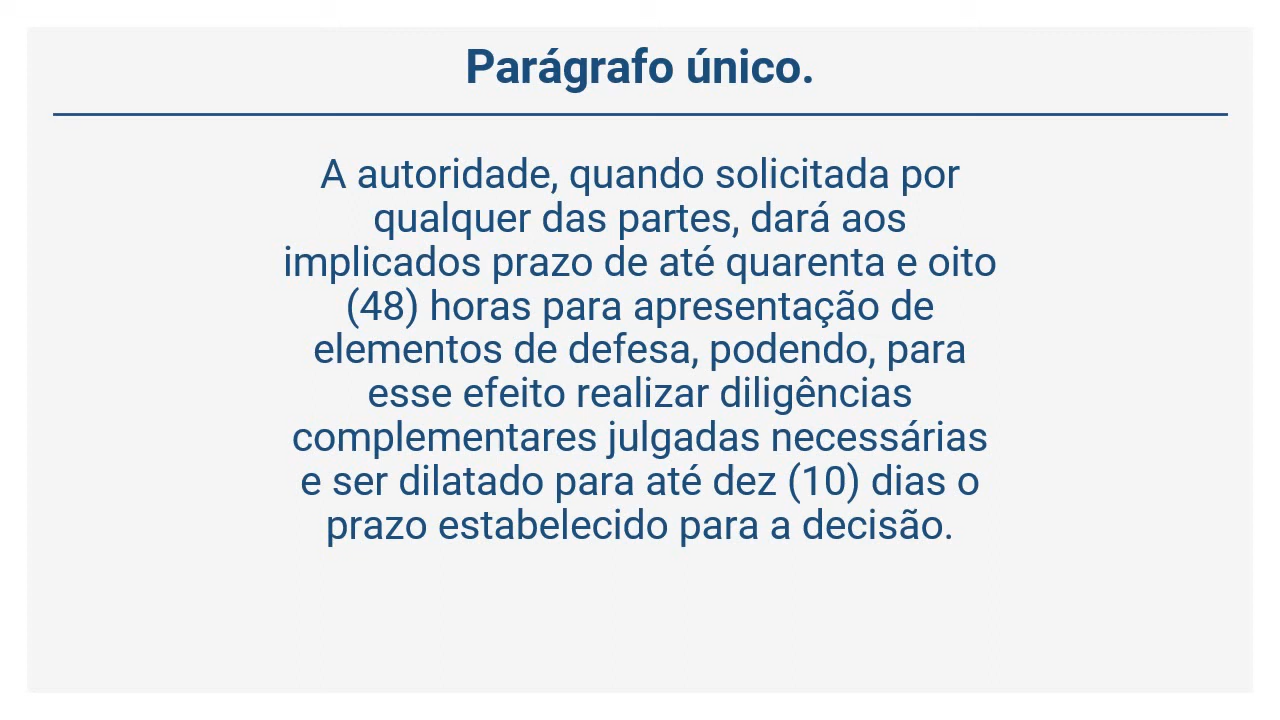 Parágrafo único.
A autoridade, quando solicitada por
qualquer das partes, dará aos
implicados prazo de até quarenta e oito
(48) horas para apresentação de
elementos de defesa, podendo, para
esse efeito realizar diligências
complementares julgadas necessárias
e ser dilatado para até dez (10) dias o
prazo estabelecido para a decisão.